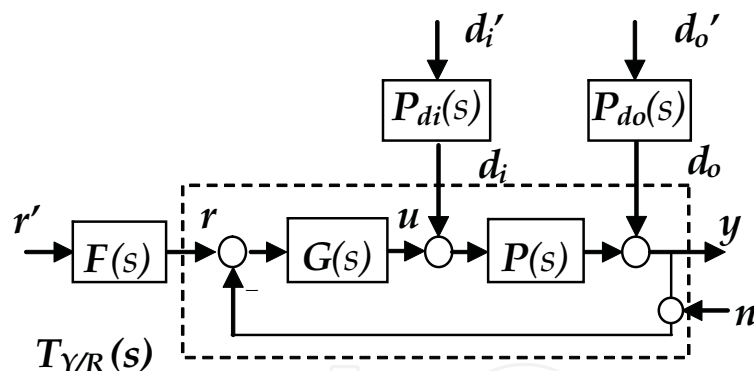 dᵢ′ dₒ′
P_di(s) P_do(s)
dᵢ dₒ
r′ r u y
F(s) G(s) P(s)
− n
T_Y/R(s)